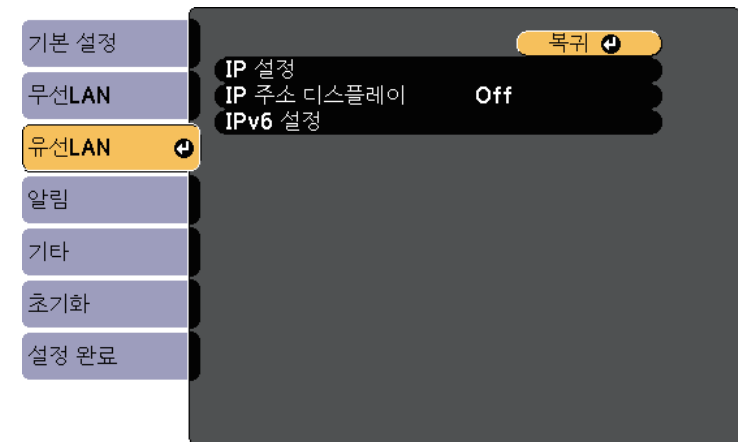 기본 설정
무선LAN
유선LAN
알림
기타
초기화
설정 완료
복귀
IP 설정
IP 주소 디스플레이 Off
IPv6 설정